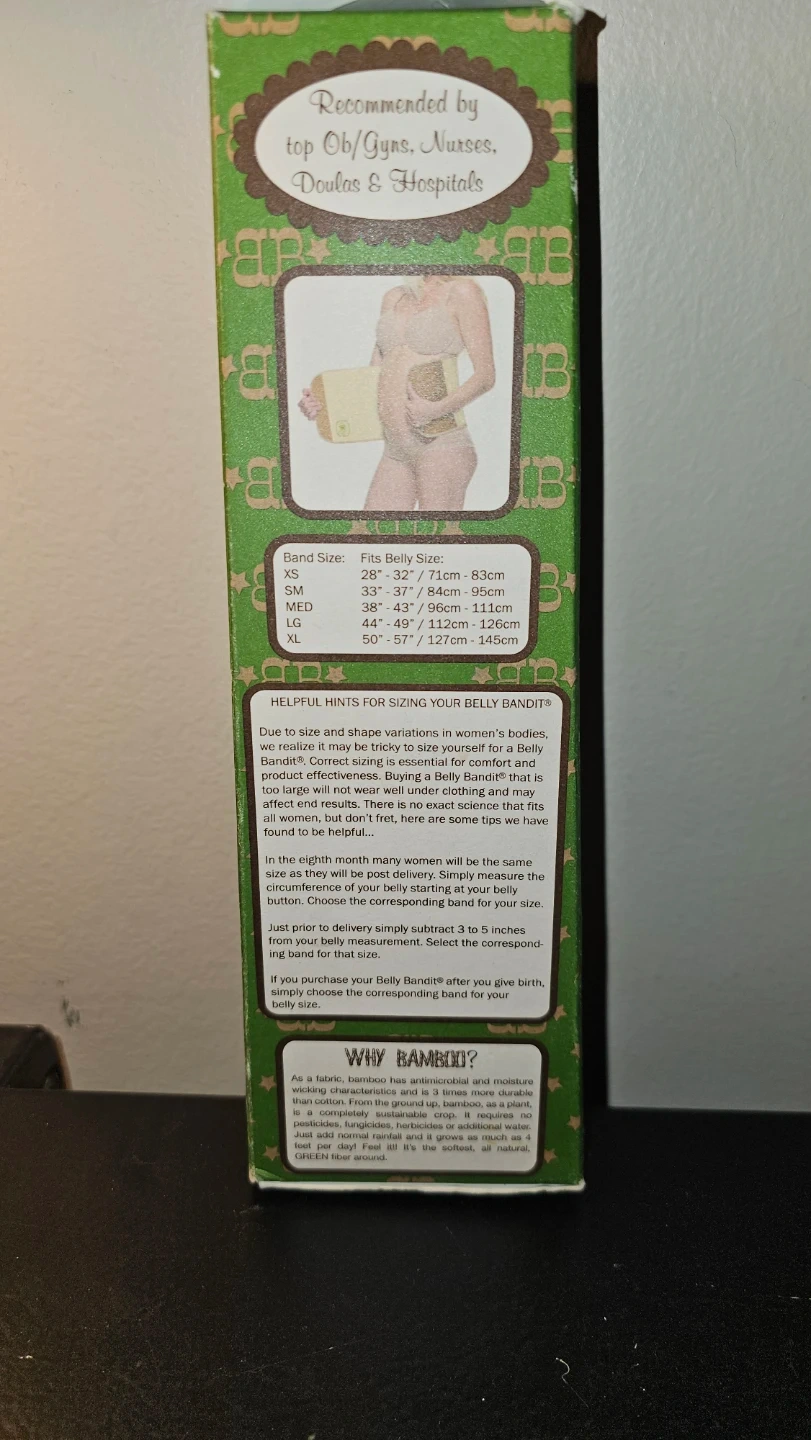 Recommended by
top Ob/Gyns, Nurses,
Doulas & Hospitals
Band Size: Fits Belly Size:
XS 28" - 32" / 71cm - 83cm
SM 33" - 37" / 84cm - 95cm
MED 38" - 43" / 96cm - 111cm
LG 44" - 49" / 112cm - 126cm
XL 50" - 57" / 127cm - 145cm
HELPFUL HINTS FOR SIZING YOUR BELLY BANDIT®
Due to size and shape variations in women's bodies,
we realize it may be tricky to size yourself for a Belly
Bandit®. Correct sizing is essential for comfort and
product effectiveness. Buying a Belly Bandit® that is
too large will not wear well under clothing and may
affect end results. There is no exact science that fits
all women, but don't fret, here are some tips we have
found to be helpful...
In the eighth month many women will be the same
size as they will be post delivery. Simply measure the
circumference of your belly starting at your belly
button. Choose the corresponding band for your size.
Just prior to delivery simply subtract 3 to 5 inches
from your belly measurement. Select the correspond-
ing band for that size.
If you purchase your Belly Bandit® after you give birth,
simply choose the corresponding band for your
belly size.
WHY BAMBOO?
As a fabric, bamboo has antimicrobial and moisture
wicking characteristics and is 3 times more durable
than cotton. From the ground up, bamboo, as a plant,
is a completely sustainable crop. It requires no
pesticides, fungicides, herbicides or additional water.
Just add normal rainfall and it grows as much as 4
feet per day! Feel it!! It's the softest, all natural,
GREEN fiber around.